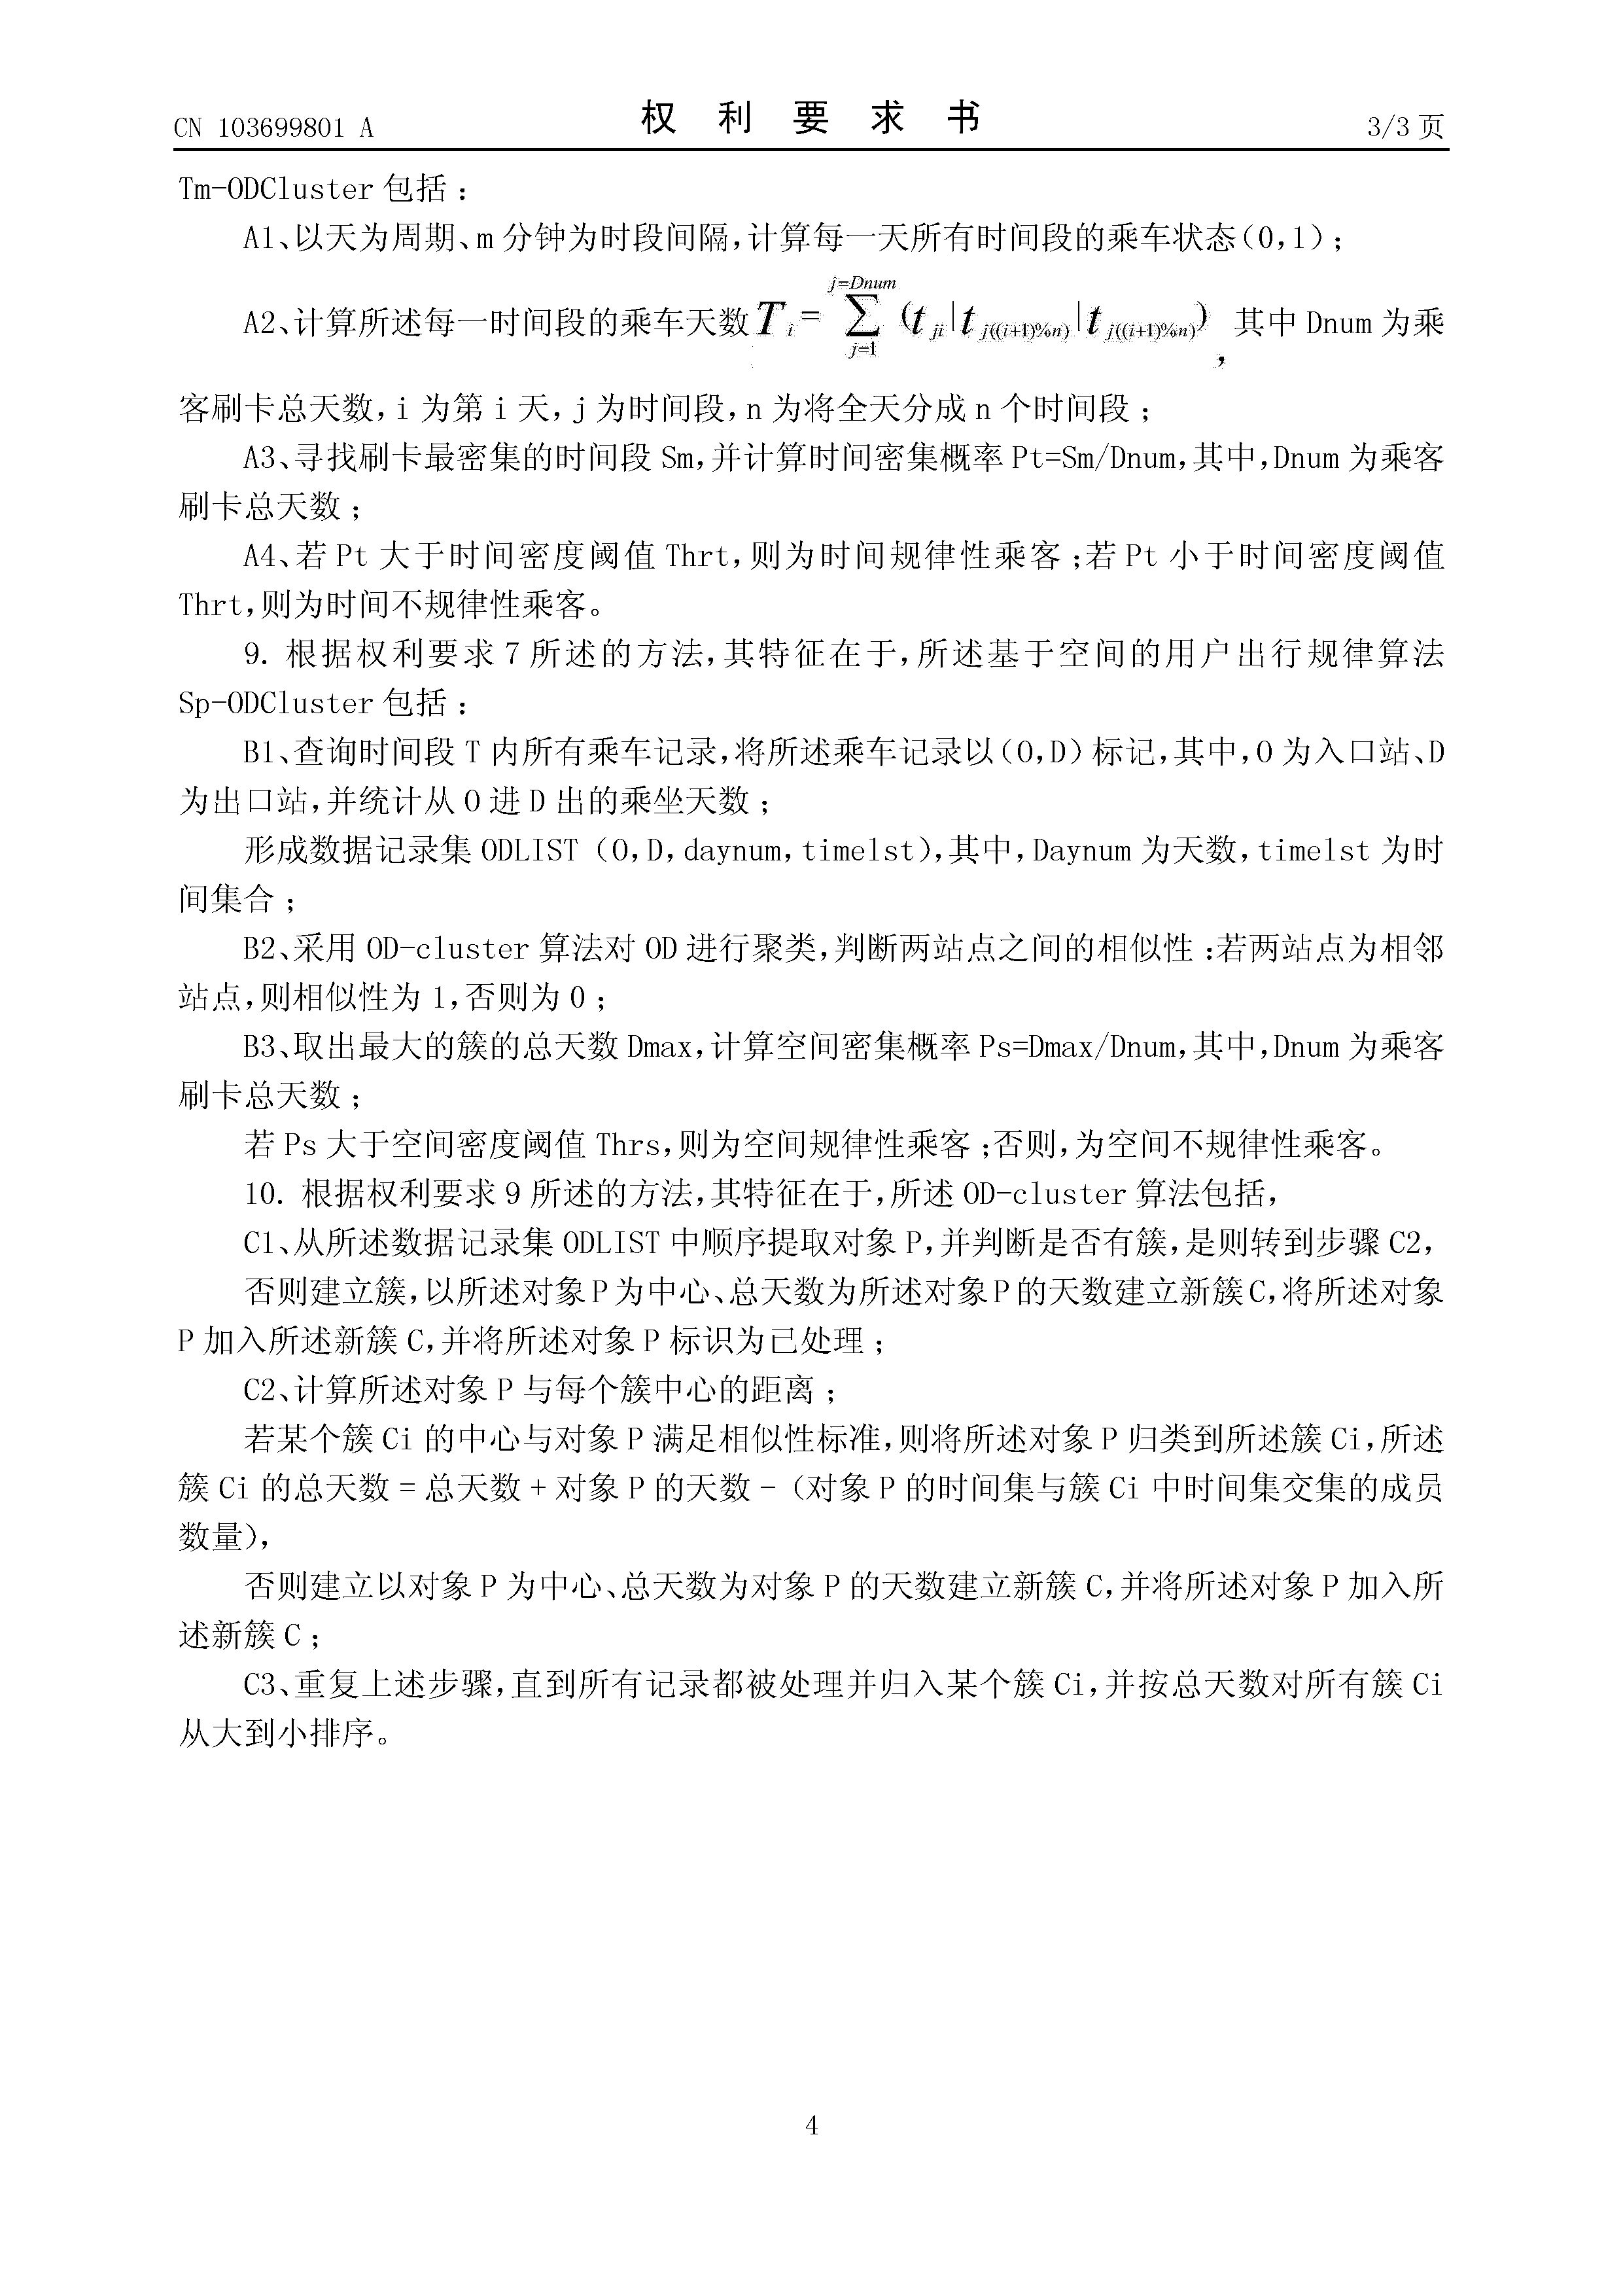 CN 103699801 A 权利要求书 3/3 页
Tm-ODCluster 包括：
A1、以天为周期、m 分钟为时段间隔，计算每一天所有时间段的乘车状态(0,1)；
A2、计算所述每一时间段的乘车天数 T_i = \sum_{j=1}^{j=Dnum} (t_{ji}|t_{j((i+1)%n)}|t_{j((i+1)%n)})，其中 Dnum 为乘
客刷卡总天数，i 为第 i 天，j 为时间段，n 为将全天分成 n 个时间段；
A3、寻找刷卡最密集的时间段 Sm，并计算时间密集概率 Pt=Sm/Dnum，其中，Dnum 为乘客
刷卡总天数；
A4、若 Pt 大于时间密度阈值 Thrt，则为时间规律性乘客；若 Pt 小于时间密度阈值
Thrt，则为时间不规律性乘客。
9. 根据权利要求 7 所述的方法，其特征在于，所述基于空间的用户出行规律算法
Sp-ODCluster 包括：
B1、查询时间段 T 内所有乘车记录，将所述乘车记录以(O,D)标记，其中，O 为入口站、D
为出口站，并统计从 O 进 D 出的乘坐天数；
形成数据记录集 ODLIST (O,D,daynum,timelst)，其中，Daynum 为天数，timelst 为时
间集合；
B2、采用 OD-cluster 算法对 OD 进行聚类，判断两站点之间的相似性：若两站点为相邻
站点，则相似性为 1，否则为 0；
B3、取出最大的簇的总天数 Dmax，计算空间密集概率 Ps=Dmax/Dnum，其中，Dnum 为乘客
刷卡总天数；
若 Ps 大于空间密度阈值 Thrs，则为空间规律性乘客；否则，为空间不规律性乘客。
10. 根据权利要求 9 所述的方法，其特征在于，所述 OD-cluster 算法包括，
C1、从所述数据记录集 ODLIST 中顺序提取对象 P，并判断是否有簇，是则转到步骤 C2，
否则建立簇，以所述对象 P 为中心、总天数为所述对象 P 的天数建立新簇 C，将所述对象
P 加入所述新簇 C，并将所述对象 P 标识为已处理；
C2、计算所述对象 P 与每个簇中心的距离；
若某个簇 Ci 的中心与对象 P 满足相似性标准，则将所述对象 P 归类到所述簇 Ci，所述
簇 Ci 的总天数 = 总天数 + 对象 P 的天数 - (对象 P 的时间集与簇 Ci 中时间集交集的成员
数量)，
否则建立以对象 P 为中心、总天数为对象 P 的天数建立新簇 C，并将所述对象 P 加入所
述新簇 C；
C3、重复上述步骤，直到所有记录都被处理并归入某个簇 Ci，并按总天数对所有簇 Ci
从大到小排序。
4